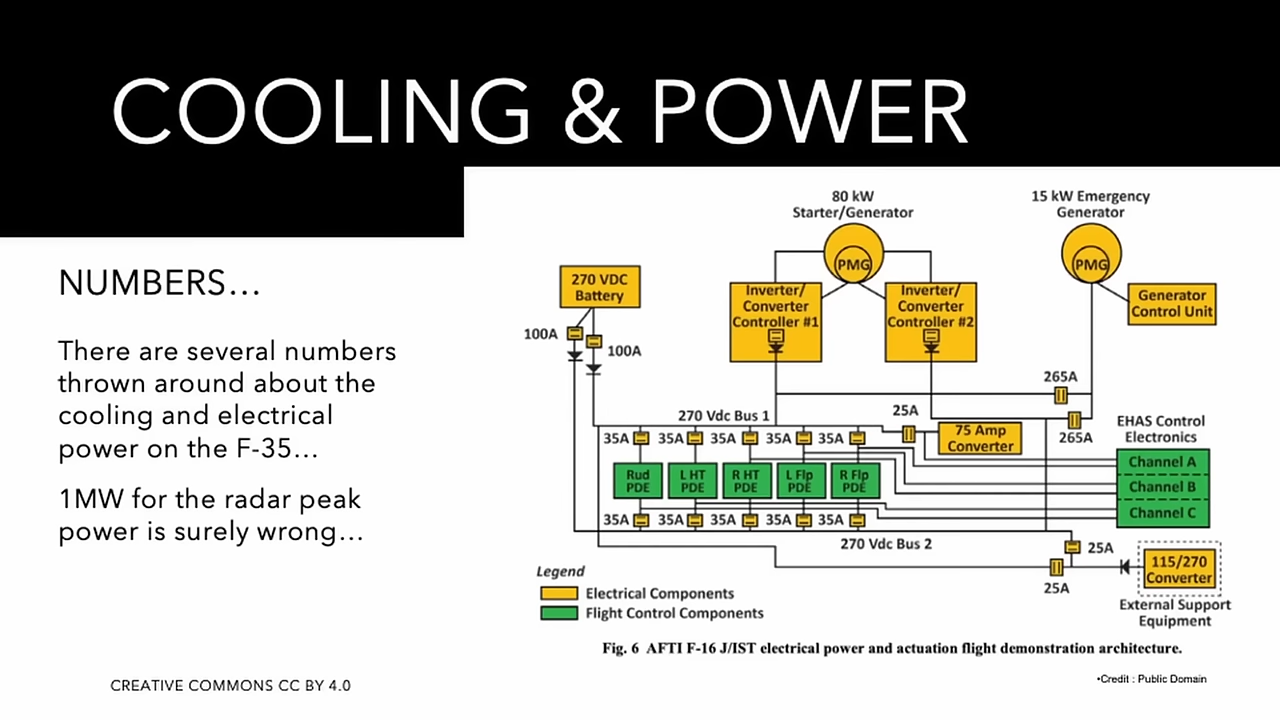 COOLING & POWER
NUMBERS...
There are several numbers
thrown around about the
cooling and electrical
power on the F-35...
1MW for the radar peak
power is surely wrong...
CREATIVE COMMONS CC BY 4.0
80 kW
Starter/Generator
15 kW Emergency
Generator
PMG
PMG
270 VDC
Battery
Inverter/
Converter
Controller #1
Inverter/
Converter
Controller #2
Generator
Control Unit
100A
100A
265A
265A
270 Vdc Bus 1
25A
75 Amp
Converter
EHAS Control
Electronics
35A
35A
35A
35A
35A
Rud
PDE
L HT
PDE
R HT
PDE
L Flp
PDE
R Flp
PDE
Channel A
Channel B
Channel C
35A
35A
35A
35A
35A
270 Vdc Bus 2
25A
25A
115/270
Converter
External Support
Equipment
Legend
Electrical Components
Flight Control Components
Fig. 6 AFTI F-16 J/IST electrical power and actuation flight demonstration architecture.
•Credit : Public Domain